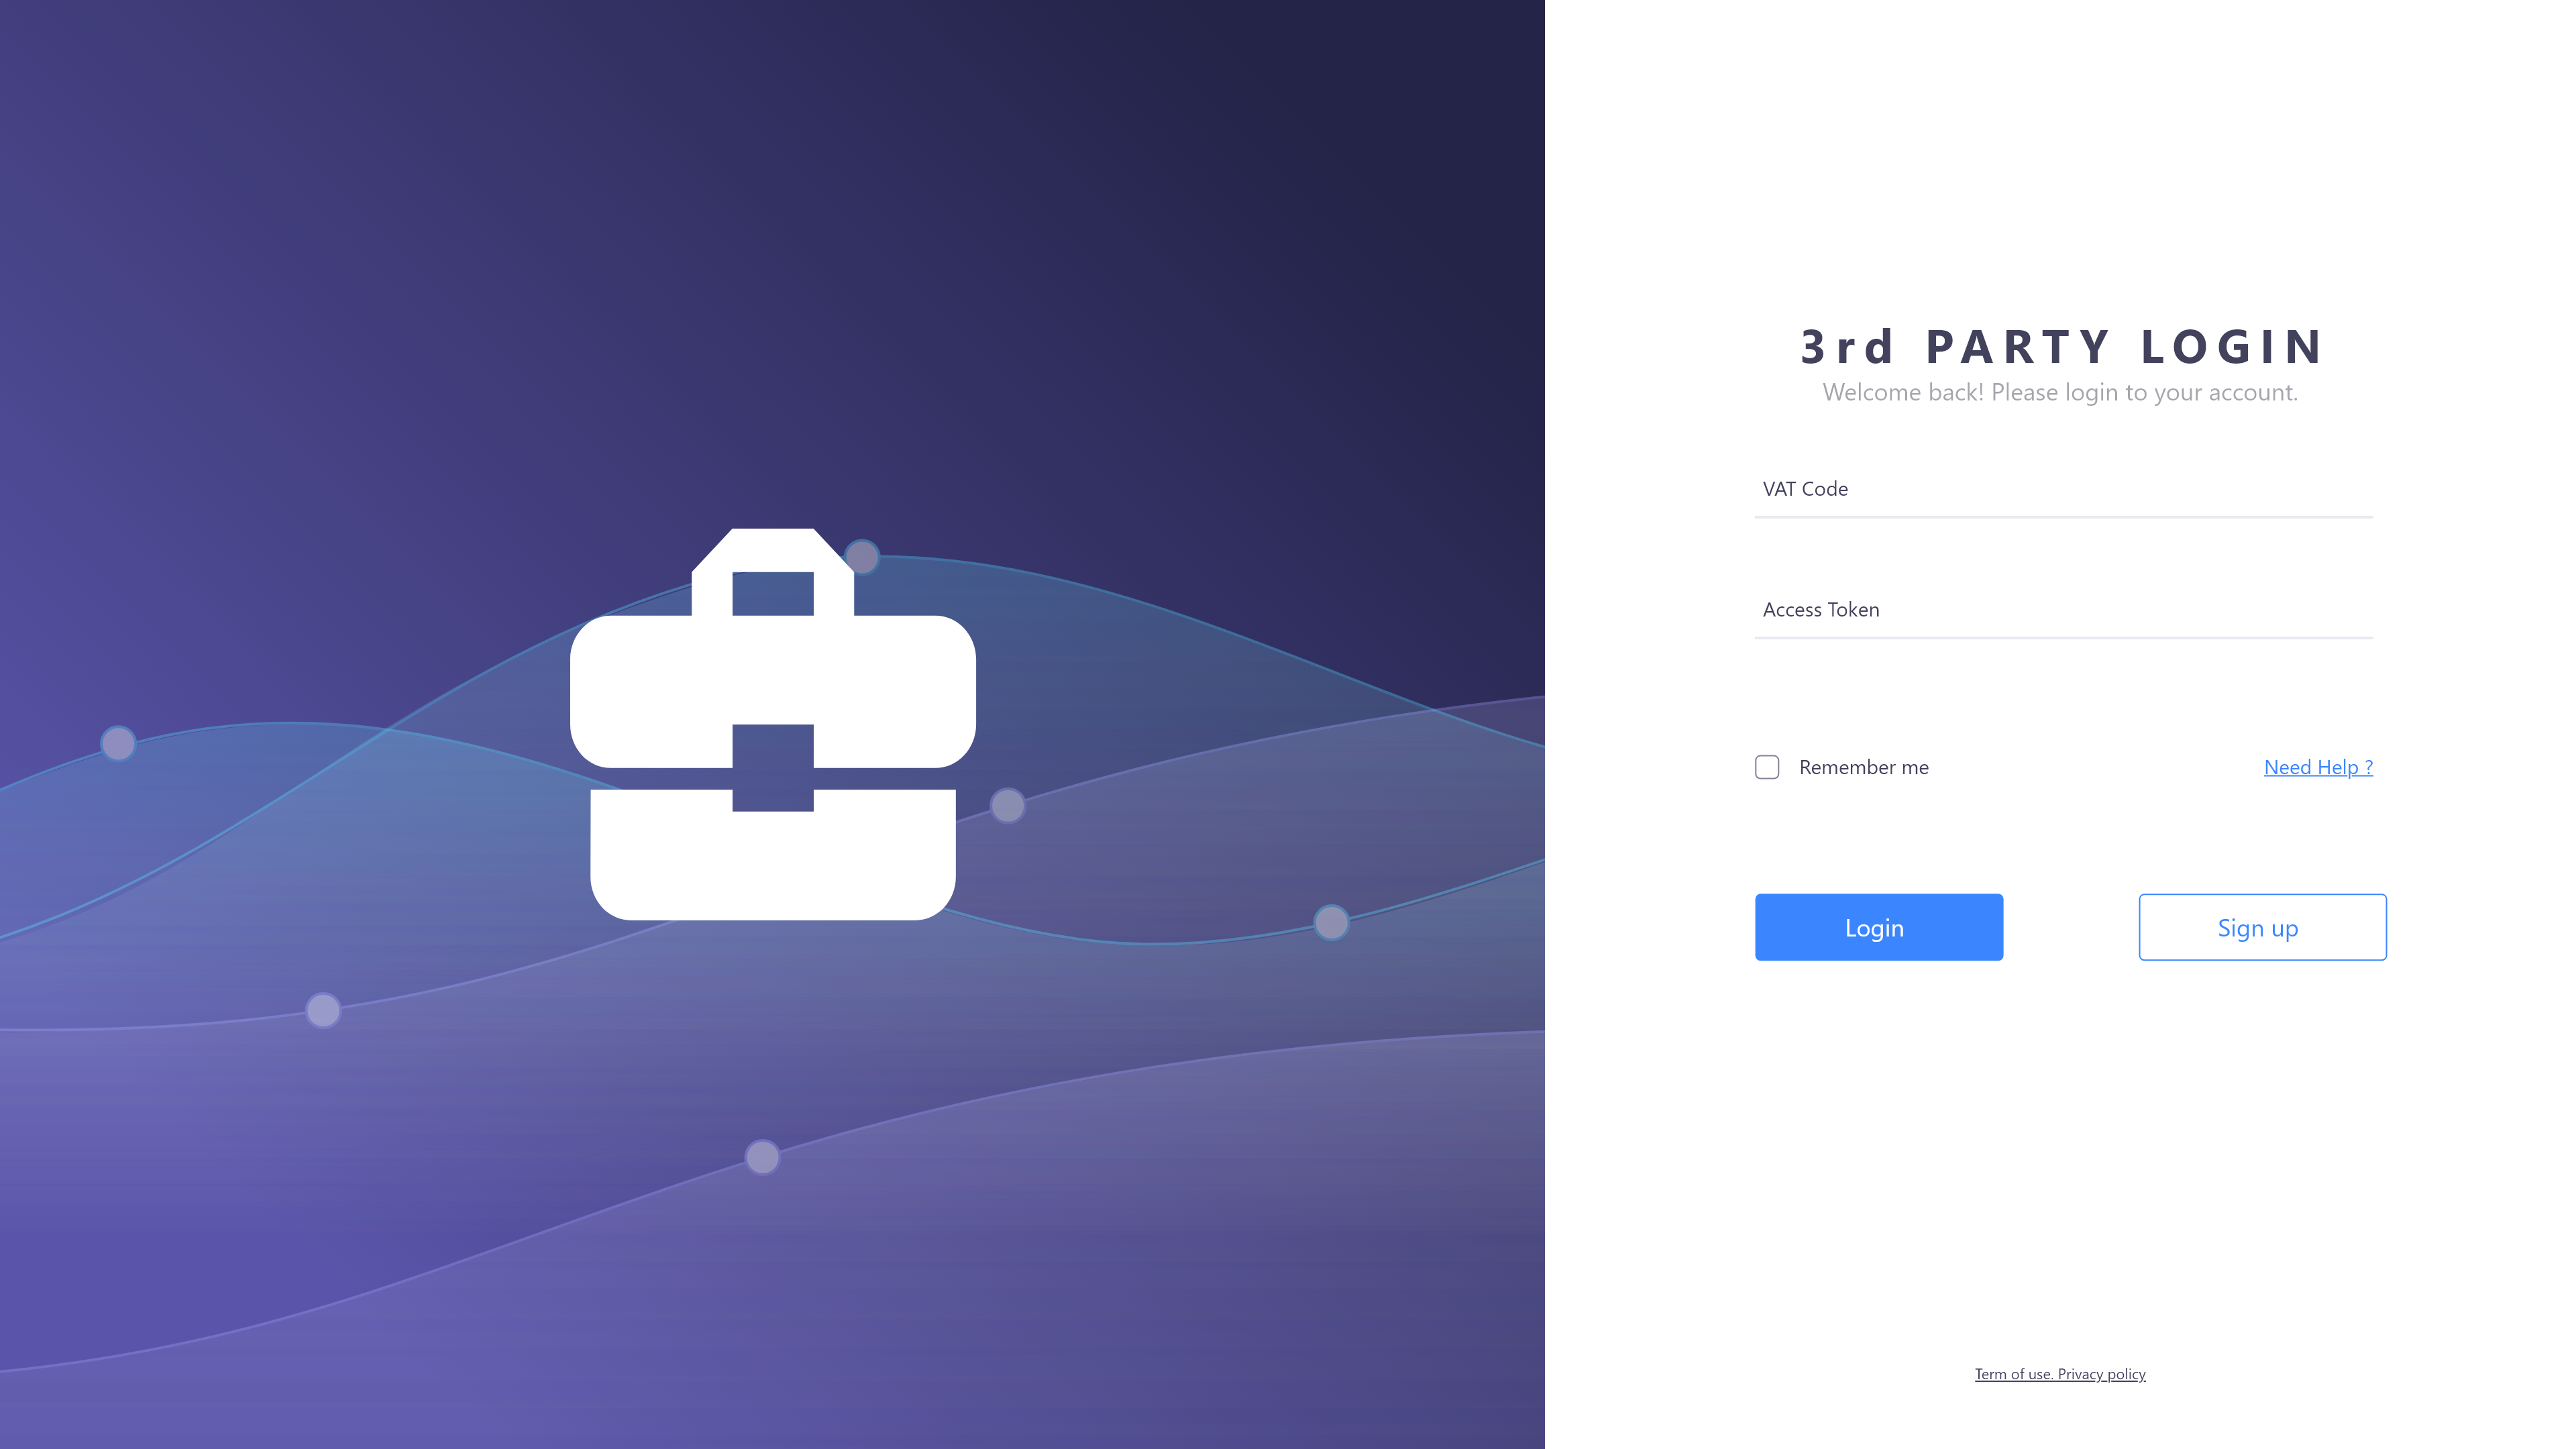 3rd PARTY LOGIN
Welcome back! Please login to your account.
VAT Code
Access Token
Remember me
Need Help ?
Login
Sign up
Term of use. Privacy policy